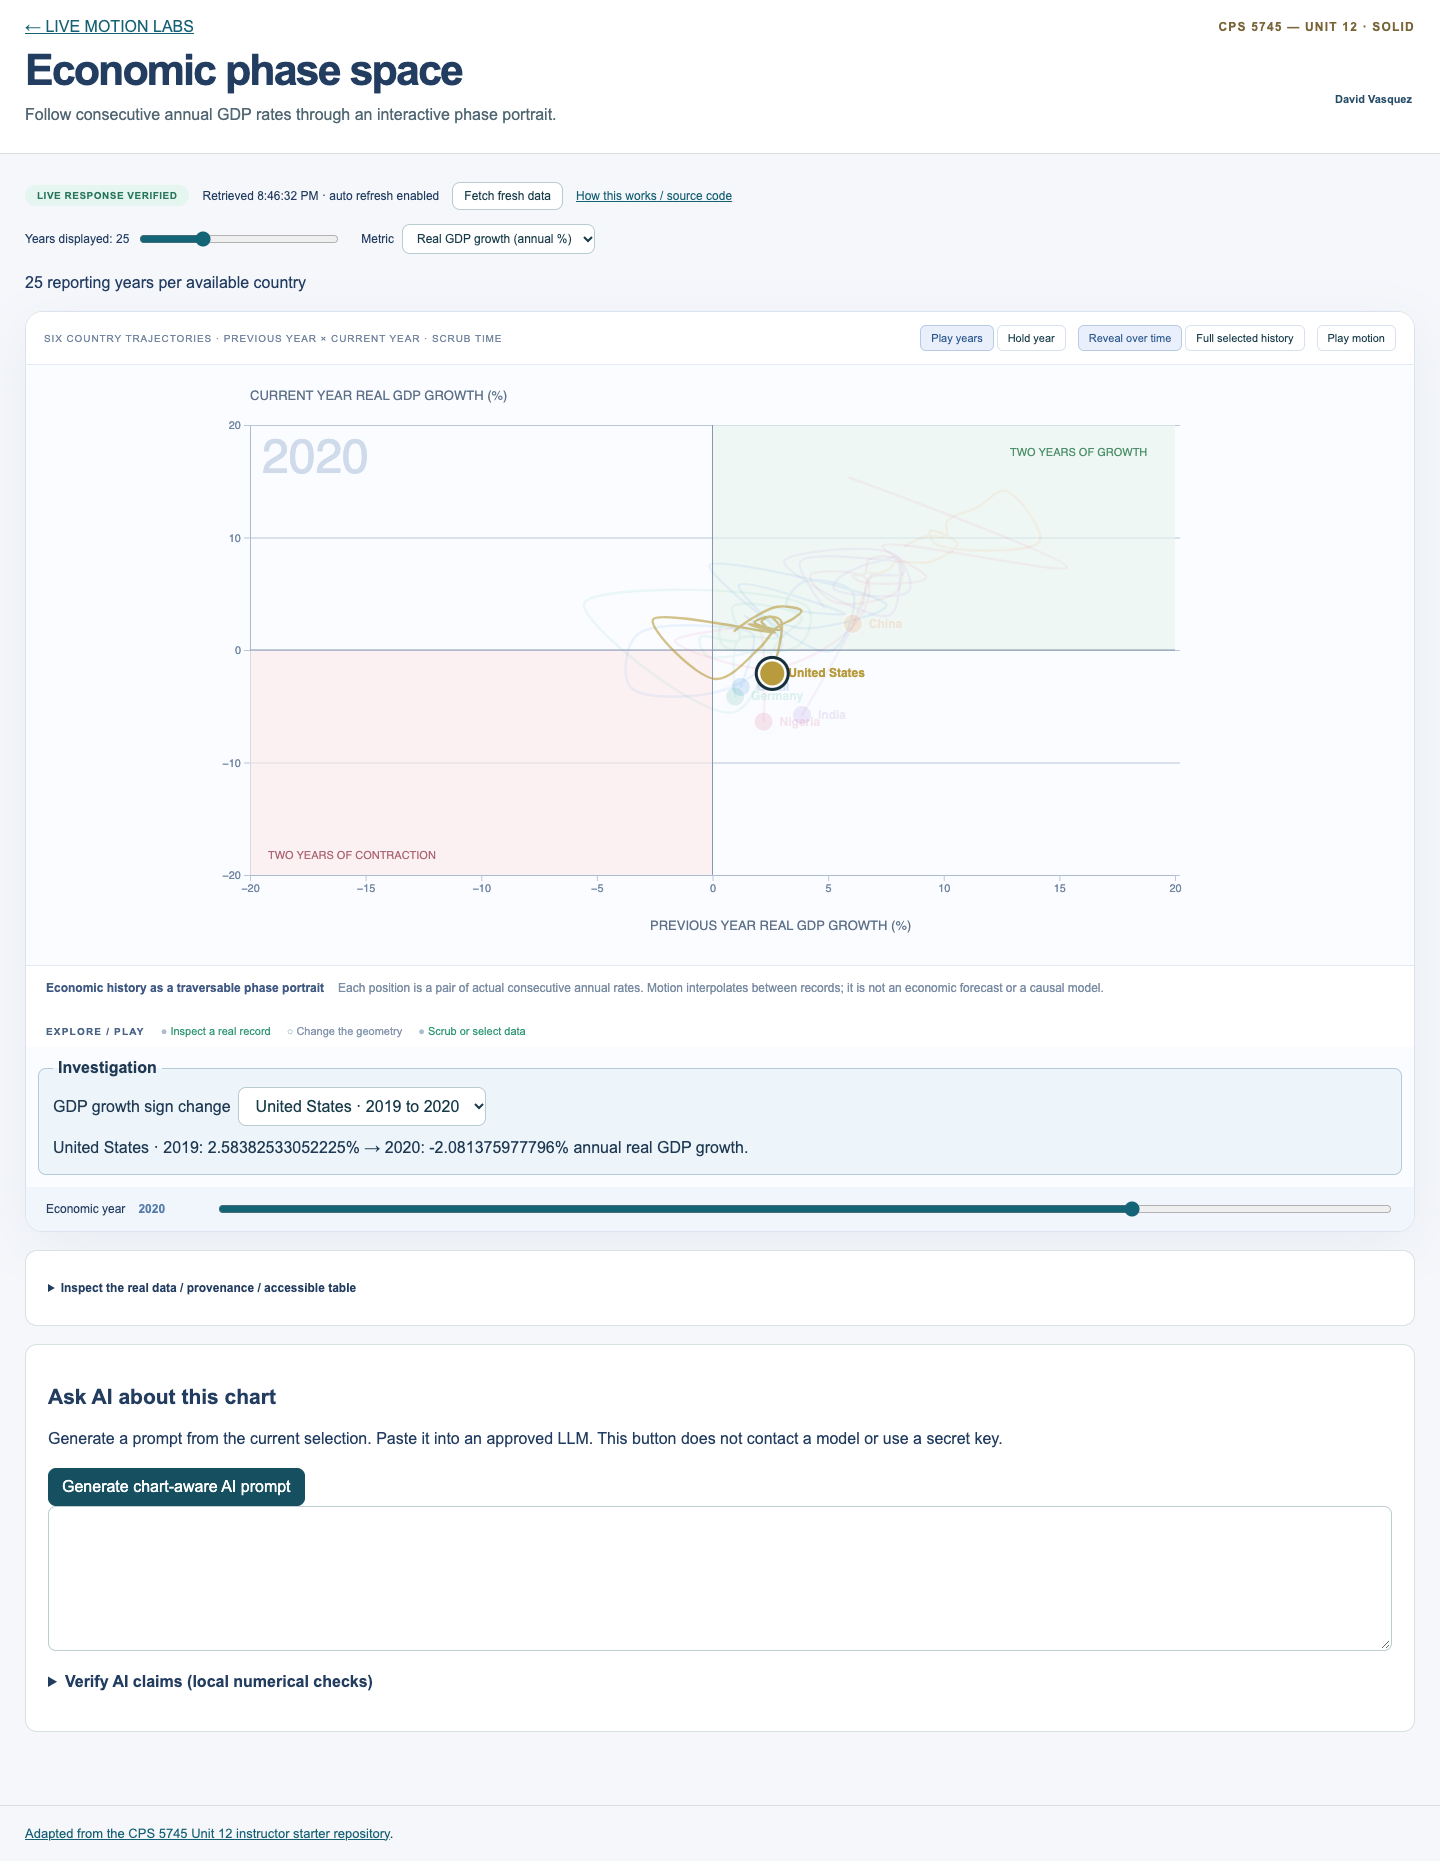 ← LIVE MOTION LABS
CPS 5745 — UNIT 12 · SOLID
Economic phase space
David Vasquez
Follow consecutive annual GDP rates through an interactive phase portrait.
LIVE RESPONSE VERIFIED
Retrieved 8:46:32 PM · auto refresh enabled
Fetch fresh data
How this works / source code
Years displayed: 25
Metric
Real GDP growth (annual %)
25 reporting years per available country
SIX COUNTRY TRAJECTORIES · PREVIOUS YEAR × CURRENT YEAR · SCRUB TIME
Play years
Hold year
Reveal over time
Full selected history
Play motion
CURRENT YEAR REAL GDP GROWTH (%)
20
2020
TWO YEARS OF GROWTH
10
China
0
United States
Germany
India
Nigeria
−10
TWO YEARS OF CONTRACTION
−20
−20
−15
−10
−5
0
5
10
15
20
PREVIOUS YEAR REAL GDP GROWTH (%)
Economic history as a traversable phase portrait
Each position is a pair of actual consecutive annual rates. Motion interpolates between records; it is not an economic forecast or a causal model.
EXPLORE / PLAY
Inspect a real record
Change the geometry
Scrub or select data
Investigation
GDP growth sign change
United States · 2019 to 2020
United States · 2019: 2.58382533052225% → 2020: -2.081375977796% annual real GDP growth.
Economic year
2020
Inspect the real data / provenance / accessible table
Ask AI about this chart
Generate a prompt from the current selection. Paste it into an approved LLM. This button does not contact a model or use a secret key.
Generate chart-aware AI prompt
Verify AI claims (local numerical checks)
Adapted from the CPS 5745 Unit 12 instructor starter repository.